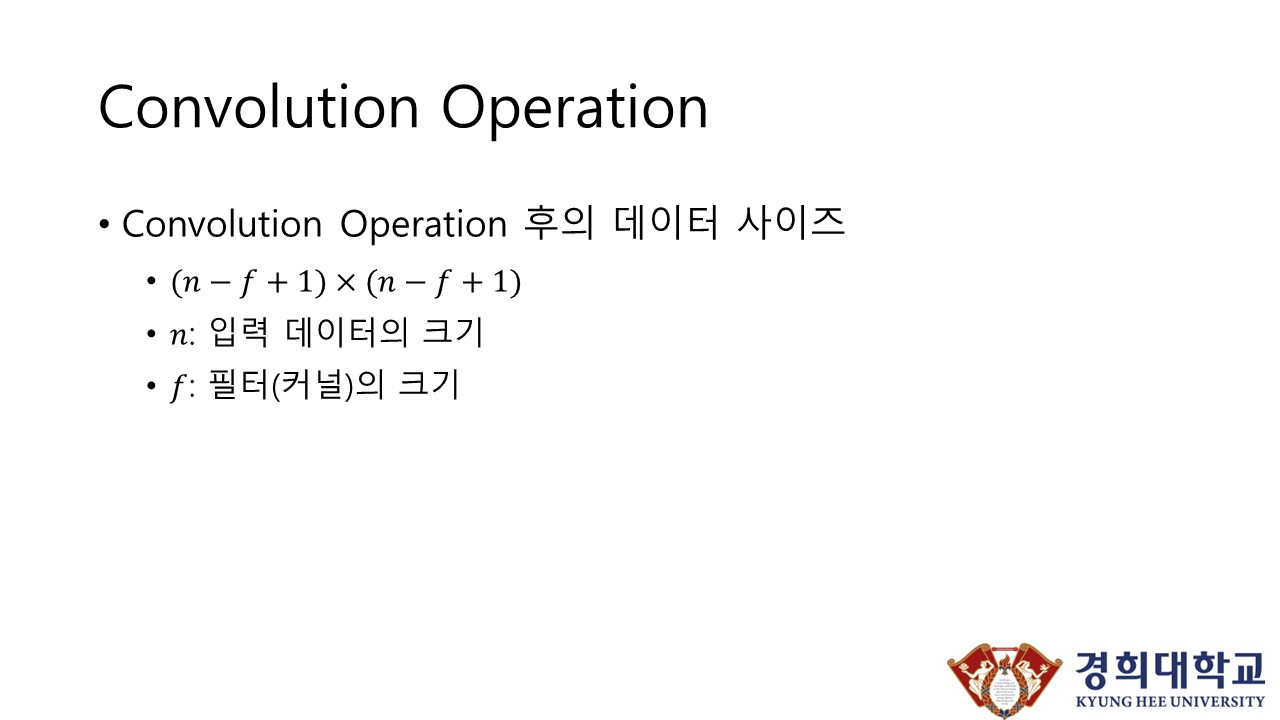 Convolution Operation
• Convolution Operation 후의 데이터 사이즈
• (𝑛 − 𝑓 + 1) × (𝑛 − 𝑓 + 1)
• 𝑛: 입력 데이터의 크기
• 𝑓: 필터(커널)의 크기
경희대학교
KYUNG HEE UNIVERSITY